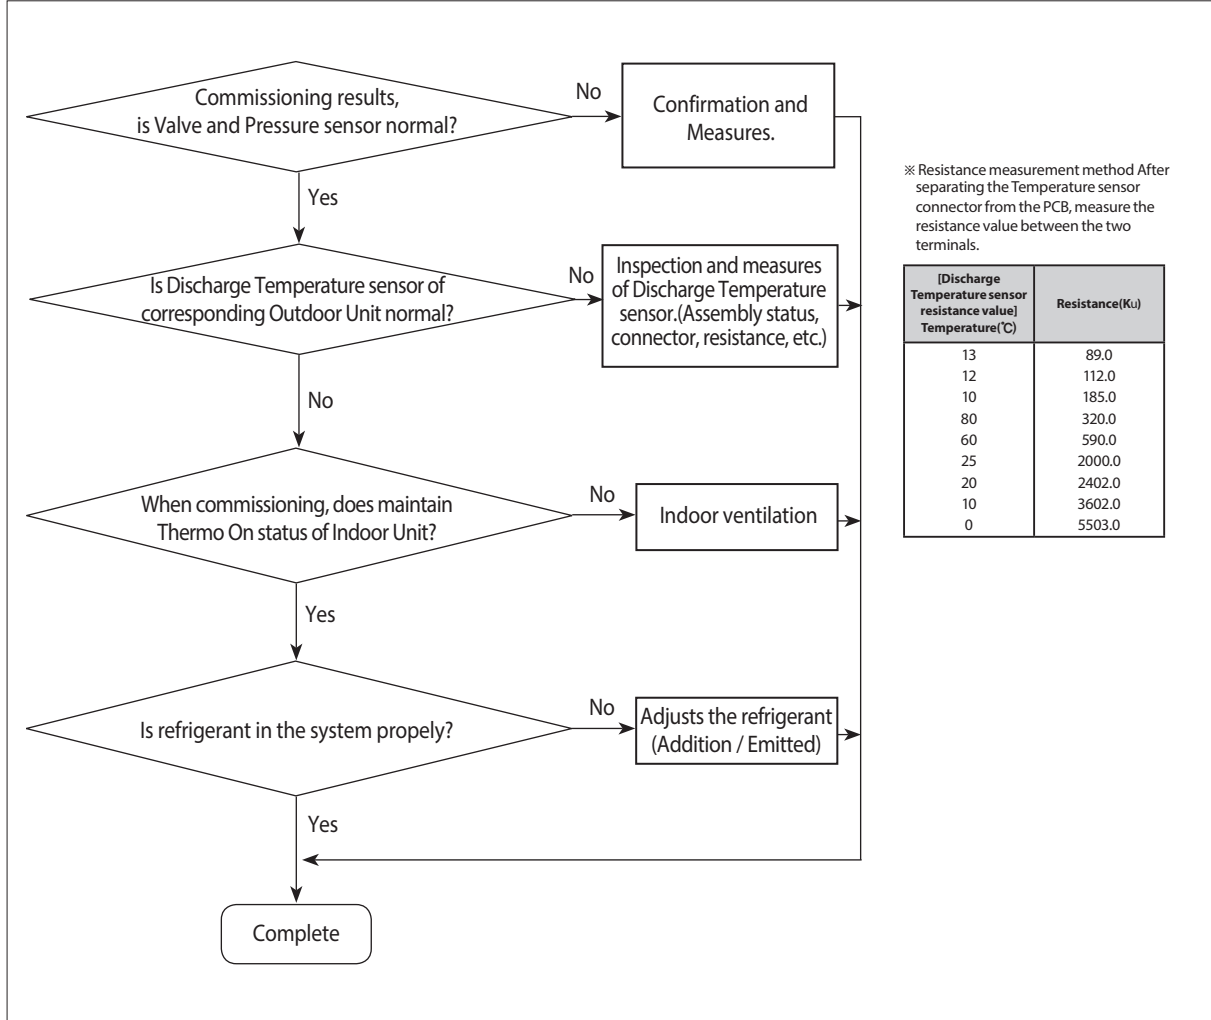 Commissioning results,
is Valve and Pressure sensor normal?
No
Confirmation and
Measures.
Yes
Is Discharge Temperature sensor of
corresponding Outdoor Unit normal?
No
Inspection and measures
of Discharge Temperature
sensor.(Assembly status,
connector, resistance, etc.)
No
When commissioning, does maintain
Thermo On status of Indoor Unit?
No
Indoor ventilation
Yes
Is refrigerant in the system propely?
No
Adjusts the refrigerant
(Addition / Emitted)
Yes
Complete
※ Resistance measurement method After
separating the Temperature sensor
connector from the PCB, measure the
resistance value between the two
terminals.
[Discharge
Temperature sensor
resistance value]
Temperature(℃)
Resistance(Ku)
13 89.0
12 112.0
10 185.0
80 320.0
60 590.0
25 2000.0
20 2402.0
10 3602.0
0 5503.0